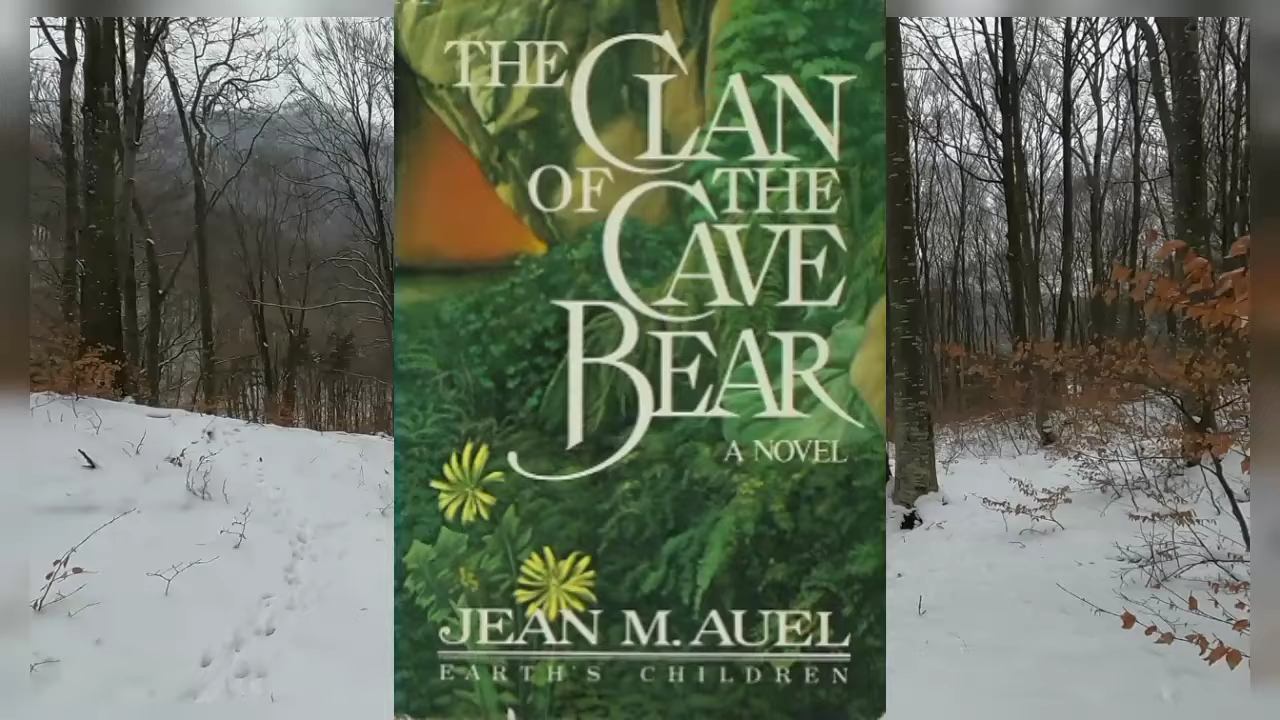 THE CLAN
OF THE
CAVE
BEAR
A NOVEL
JEAN M. AUEL
EARTH'S CHILDREN